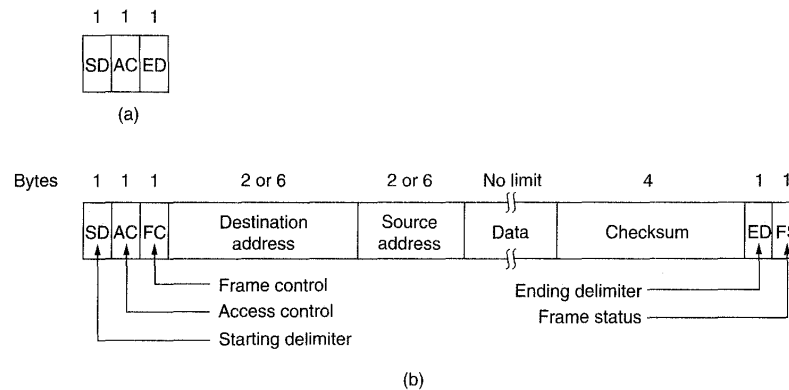 1 1 1
SD AC ED
(a)
Bytes 1 1 1 2 or 6 2 or 6 No limit 4 1 1
SD AC FC Destination address Source address Data Checksum ED FS
Frame control
Access control
Starting delimiter
Ending delimiter
Frame status
(b)